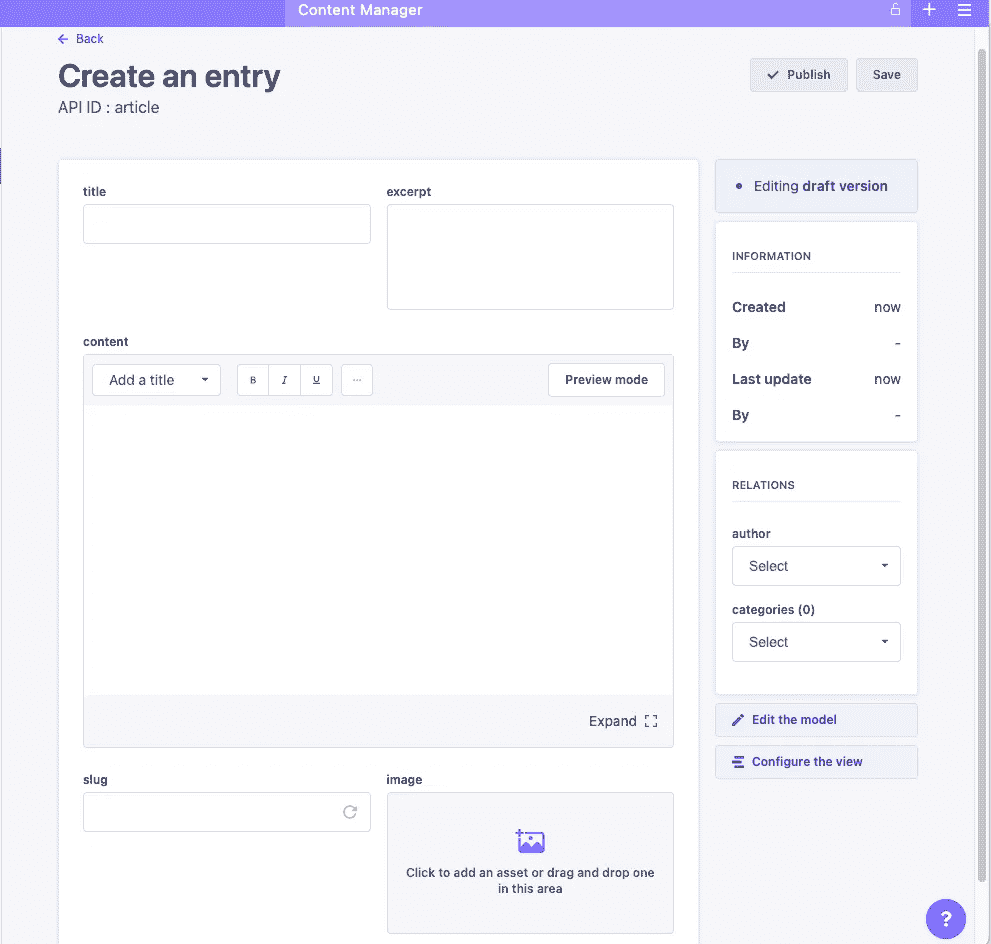 Content Manager
Back
Create an entry
API ID : article
Publish
Save
title
excerpt
content
Add a title
B
I
U
...
Preview mode
Expand
slug
image
Click to add an asset or drag and drop one
in this area
Editing draft version
INFORMATION
Created now
By -
Last update now
By -
RELATIONS
author
Select
categories (0)
Select
Edit the model
Configure the view
?